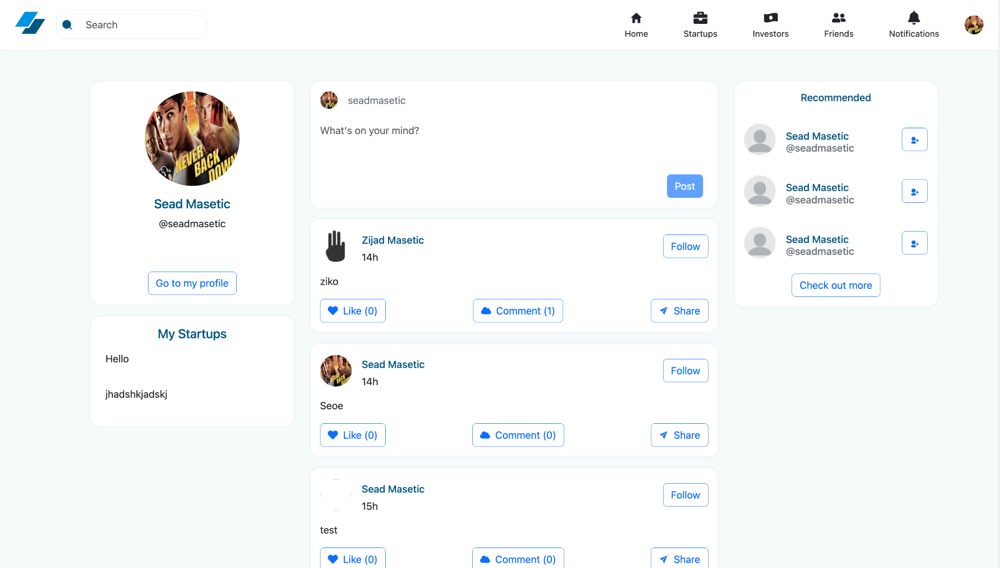 Search
Home
Startups
Investors
Friends
Notifications
NEVER
BACK
DOWN
Sead Masetic
@seadmasetic
Go to my profile
My Startups
Hello
jhadshkjadskj
seadmasetic
What's on your mind?
Post
Zijad Masetic
14h
Follow
ziko
Like (0)
Comment (1)
Share
Sead Masetic
14h
Follow
Seoe
Like (0)
Comment (0)
Share
Sead Masetic
15h
Follow
test
Like (0)
Comment (0)
Share
Recommended
Sead Masetic
@seadmasetic
Sead Masetic
@seadmasetic
Sead Masetic
@seadmasetic
Check out more